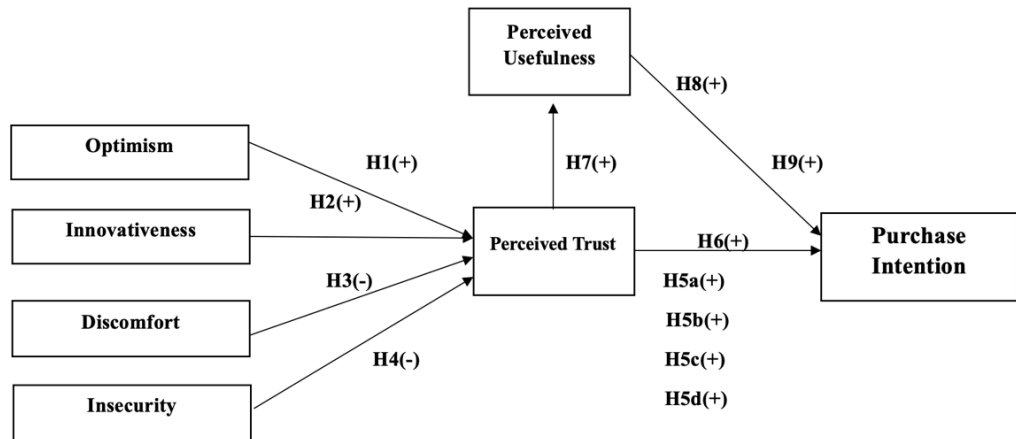 Perceived
Usefulness
H8(+)
Optimism
H1(+)
H7(+)
H9(+)
H2(+)
Innovativeness
Perceived Trust
H6(+)
Purchase
Intention
H3(-)
H5a(+)
Discomfort
H5b(+)
H4(-)
H5c(+)
Insecurity
H5d(+)